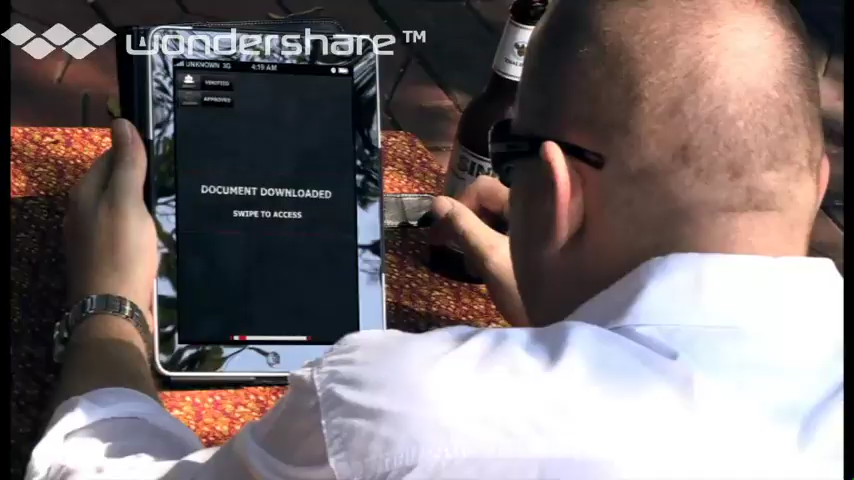 wondershare™
UNKNOWN 3G 4:19 AM
VERIFIED
APPROVED
DOCUMENT DOWNLOADED
SWIPE TO ACCESS